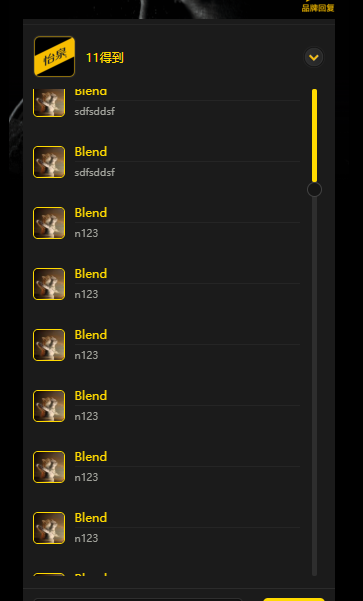 品牌回复
怡泉
11得到
Blend
sdfsddsf
Blend
sdfsddsf
Blend
n123
Blend
n123
Blend
n123
Blend
n123
Blend
n123
Blend
n123
Blend